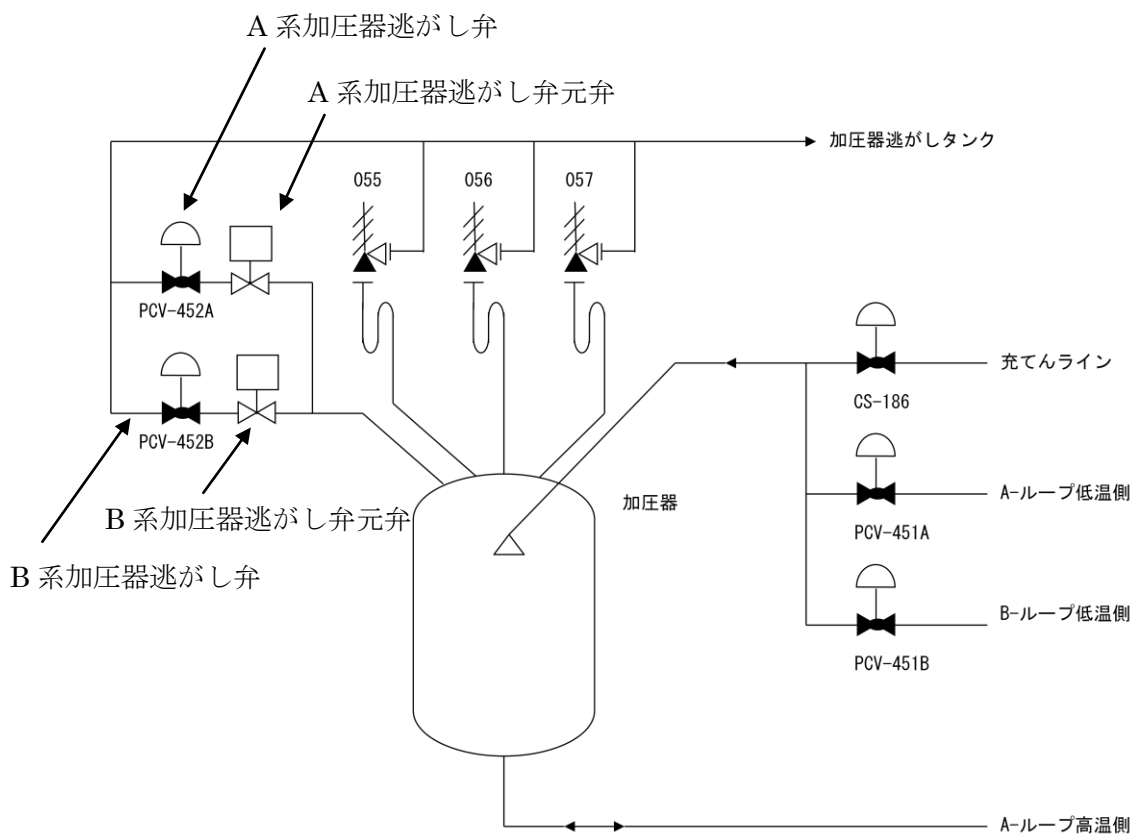 A 系加圧器逃がし弁
A 系加圧器逃がし弁元弁
加圧器逃がしタンク
055
056
057
PCV-452A
充てんライン
PCV-452B
CS-186
加圧器
A-ループ低温側
B 系加圧器逃がし弁元弁
PCV-451A
B 系加圧器逃がし弁
B-ループ低温側
PCV-451B
A-ループ高温側